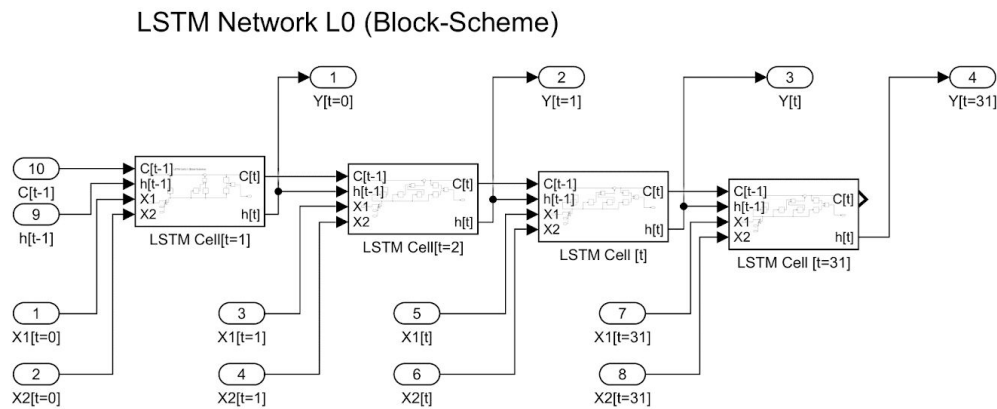 LSTM Network L0 (Block-Scheme)
1
Y[t=0]
2
Y[t=1]
3
Y[t]
4
Y[t=31]
10
C[t-1]
9
h[t-1]
C[t-1]
h[t-1]
X1
X2
C[t]
h[t]
LSTM Cell[t=1]
C[t-1]
h[t-1]
X1
X2
C[t]
h[t]
LSTM Cell[t=2]
C[t-1]
h[t-1]
X1
X2
C[t]
h[t]
LSTM Cell [t]
C[t-1]
h[t-1]
X1
X2
C[t]
h[t]
LSTM Cell [t=31]
1
X1[t=0]
3
X1[t=1]
5
X1[t]
7
X1[t=31]
2
X2[t=0]
4
X2[t=1]
6
X2[t]
8
X2[t=31]